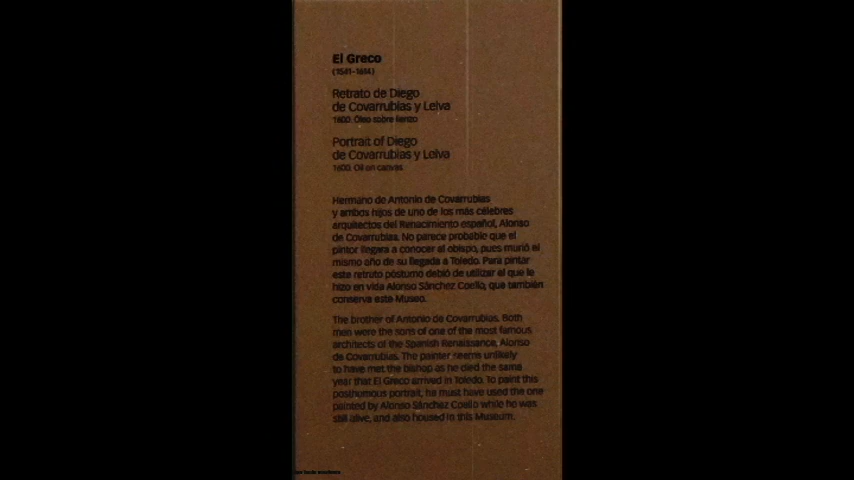 El Greco
(1541-1614)
Retrato de Diego
de Covarrubias y Leiva
1600. Óleo sobre lienzo
Portrait of Diego
de Covarrubias y Leiva
1600. Oil on canvas
Hermano de Antonio de Covarrubias
y ambos hijos de uno de los más célebres
arquitectos del Renacimiento español, Alonso
de Covarrubias. No parece probable que el
pintor llegara a conocer al obispo, pues murió el
mismo año de su llegada a Toledo. Para pintar
este retrato póstumo debió de utilizar el que le
hizo en vida Alonso Sánchez Coello, que también
conserva este Museo.
The brother of Antonio de Covarrubias. Both
men were the sons of one of the most famous
architects of the Spanish Renaissance, Alonso
de Covarrubias. The painter seems unlikely
to have met the bishop as he died the same
year that El Greco arrived in Toledo. To paint this
posthumous portrait, he must have used the one
painted by Alonso Sánchez Coello while he was
still alive, and also housed in this Museum.